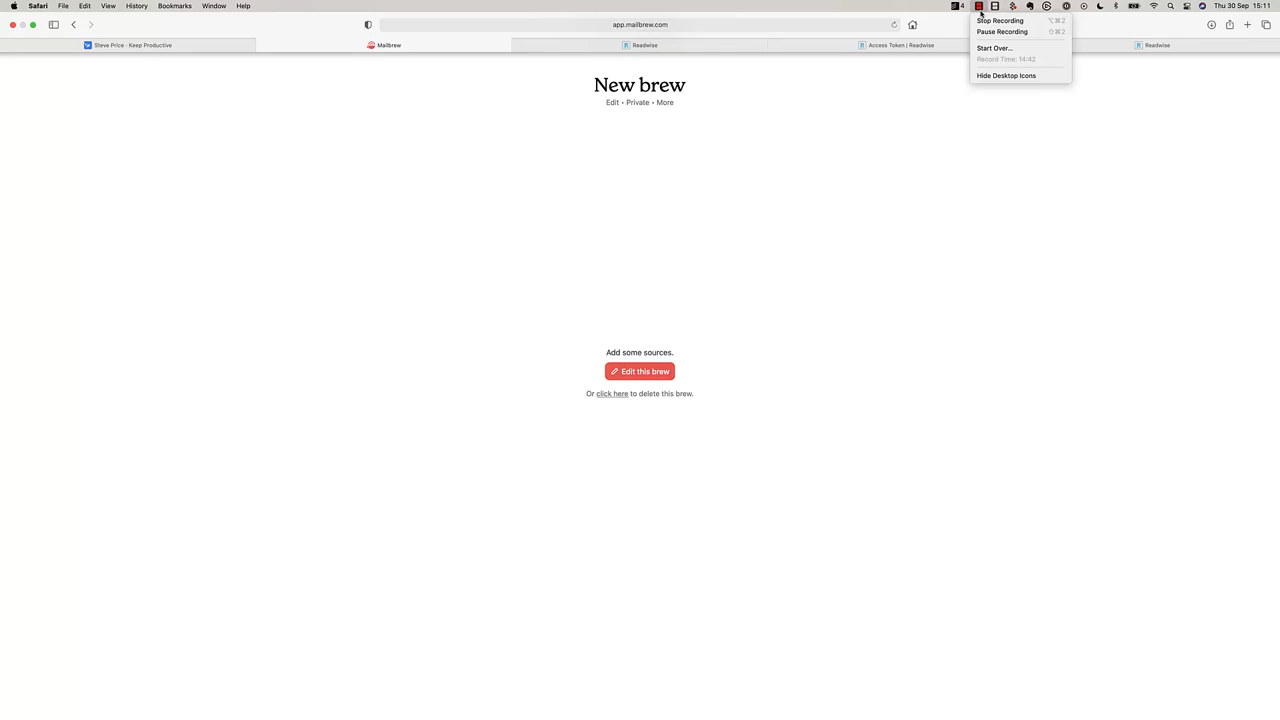 Safari File Edit View History Bookmarks Window Help
4
Thu 30 Sep 15:11
app.mailbrew.com
Steve Price - Keep Productive
Mailbrew
Readwise
Access Token | Readwise
Readwise
Stop Recording ⌥⌘2
Pause Recording ⇧⌘2
Start Over...
Record Time: 14:42
Hide Desktop Icons
New brew
Edit • Private • More
Add some sources.
Edit this brew
Or click here to delete this brew.